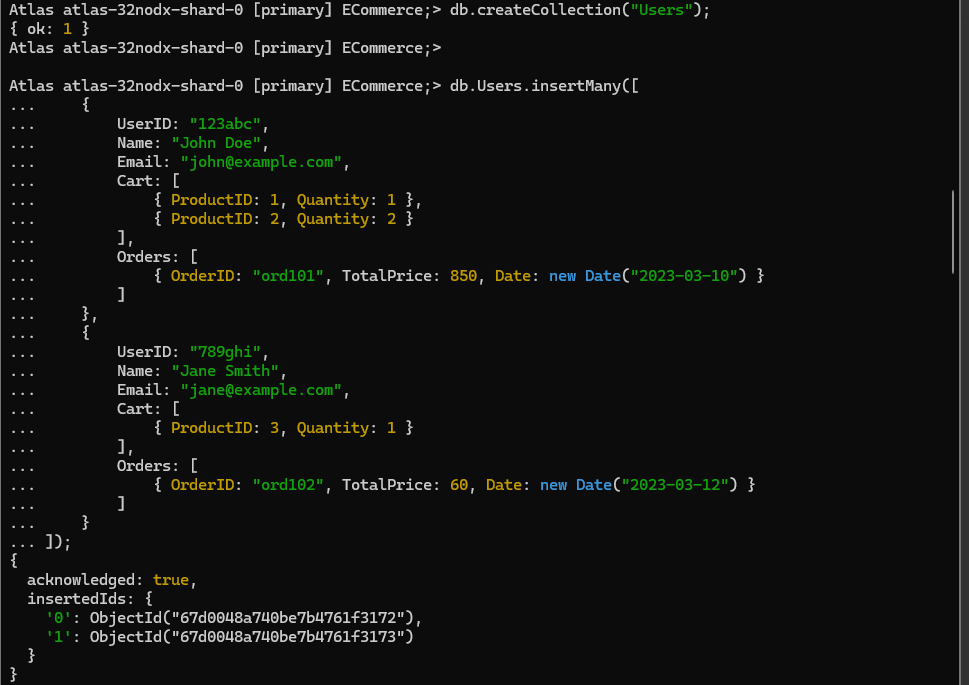 Atlas atlas-32nodx-shard-0 [primary] ECommerce;> db.createCollection("Users");
{ ok: 1 }
Atlas atlas-32nodx-shard-0 [primary] ECommerce;>
Atlas atlas-32nodx-shard-0 [primary] ECommerce;> db.Users.insertMany([
...     {
...         UserID: "123abc",
...         Name: "John Doe",
...         Email: "john@example.com",
...         Cart: [
...             { ProductID: 1, Quantity: 1 },
...             { ProductID: 2, Quantity: 2 }
...         ],
...         Orders: [
...             { OrderID: "ord101", TotalPrice: 850, Date: new Date("2023-03-10") }
...         ]
...     },
...     {
...         UserID: "789ghi",
...         Name: "Jane Smith",
...         Email: "jane@example.com",
...         Cart: [
...             { ProductID: 3, Quantity: 1 }
...         ],
...         Orders: [
...             { OrderID: "ord102", TotalPrice: 60, Date: new Date("2023-03-12") }
...         ]
...     }
... ]);
{
  acknowledged: true,
  insertedIds: {
    '0': ObjectId("67d0048a740be7b4761f3172"),
    '1': ObjectId("67d0048a740be7b4761f3173")
  }
}